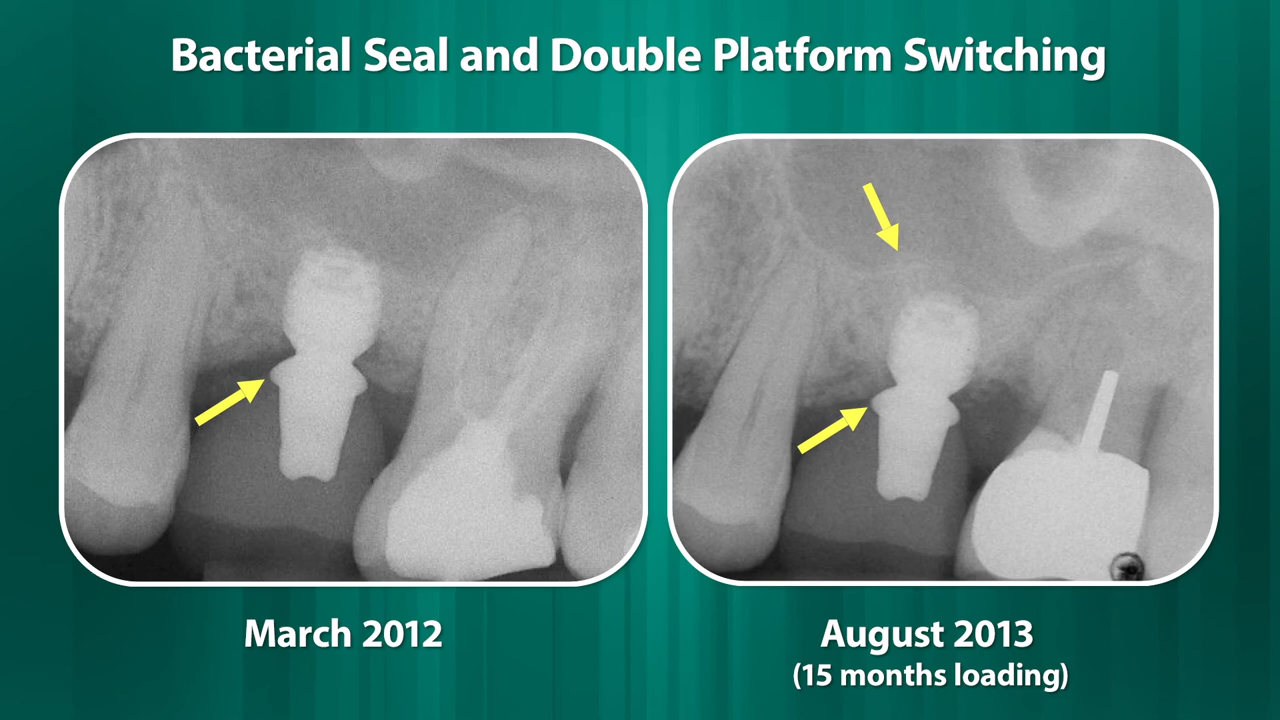 Bacterial Seal and Double Platform Switching
March 2012
August 2013
(15 months loading)